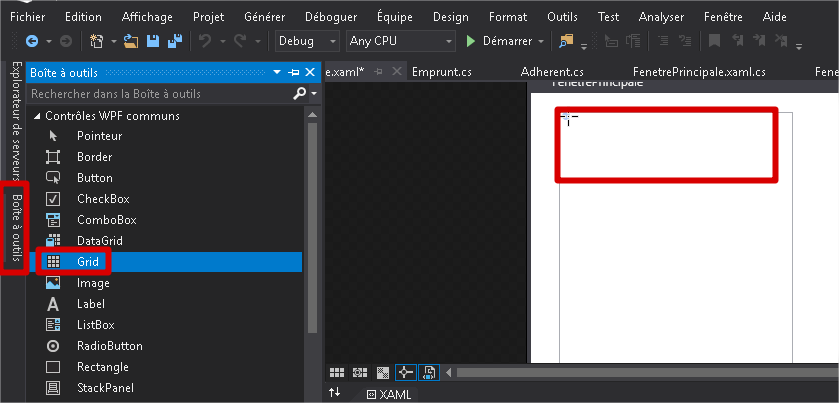 Fichier Edition Affichage Projet Générer Déboguer Équipe Design Format Outils Test Analyser Fenêtre Aide
Debug Any CPU Démarrer
Explorateur de serveurs
Boîte à outils
Boîte à outils
Rechercher dans la Boîte à outils
Contrôles WPF communs
Pointeur
Border
Button
CheckBox
ComboBox
DataGrid
Grid
Image
Label
ListBox
RadioButton
Rectangle
StackPanel
e.xaml* Emprunt.cs Adherent.cs FenetrePrincipale.xaml.cs Fene
FenetrePrincipale
XAML